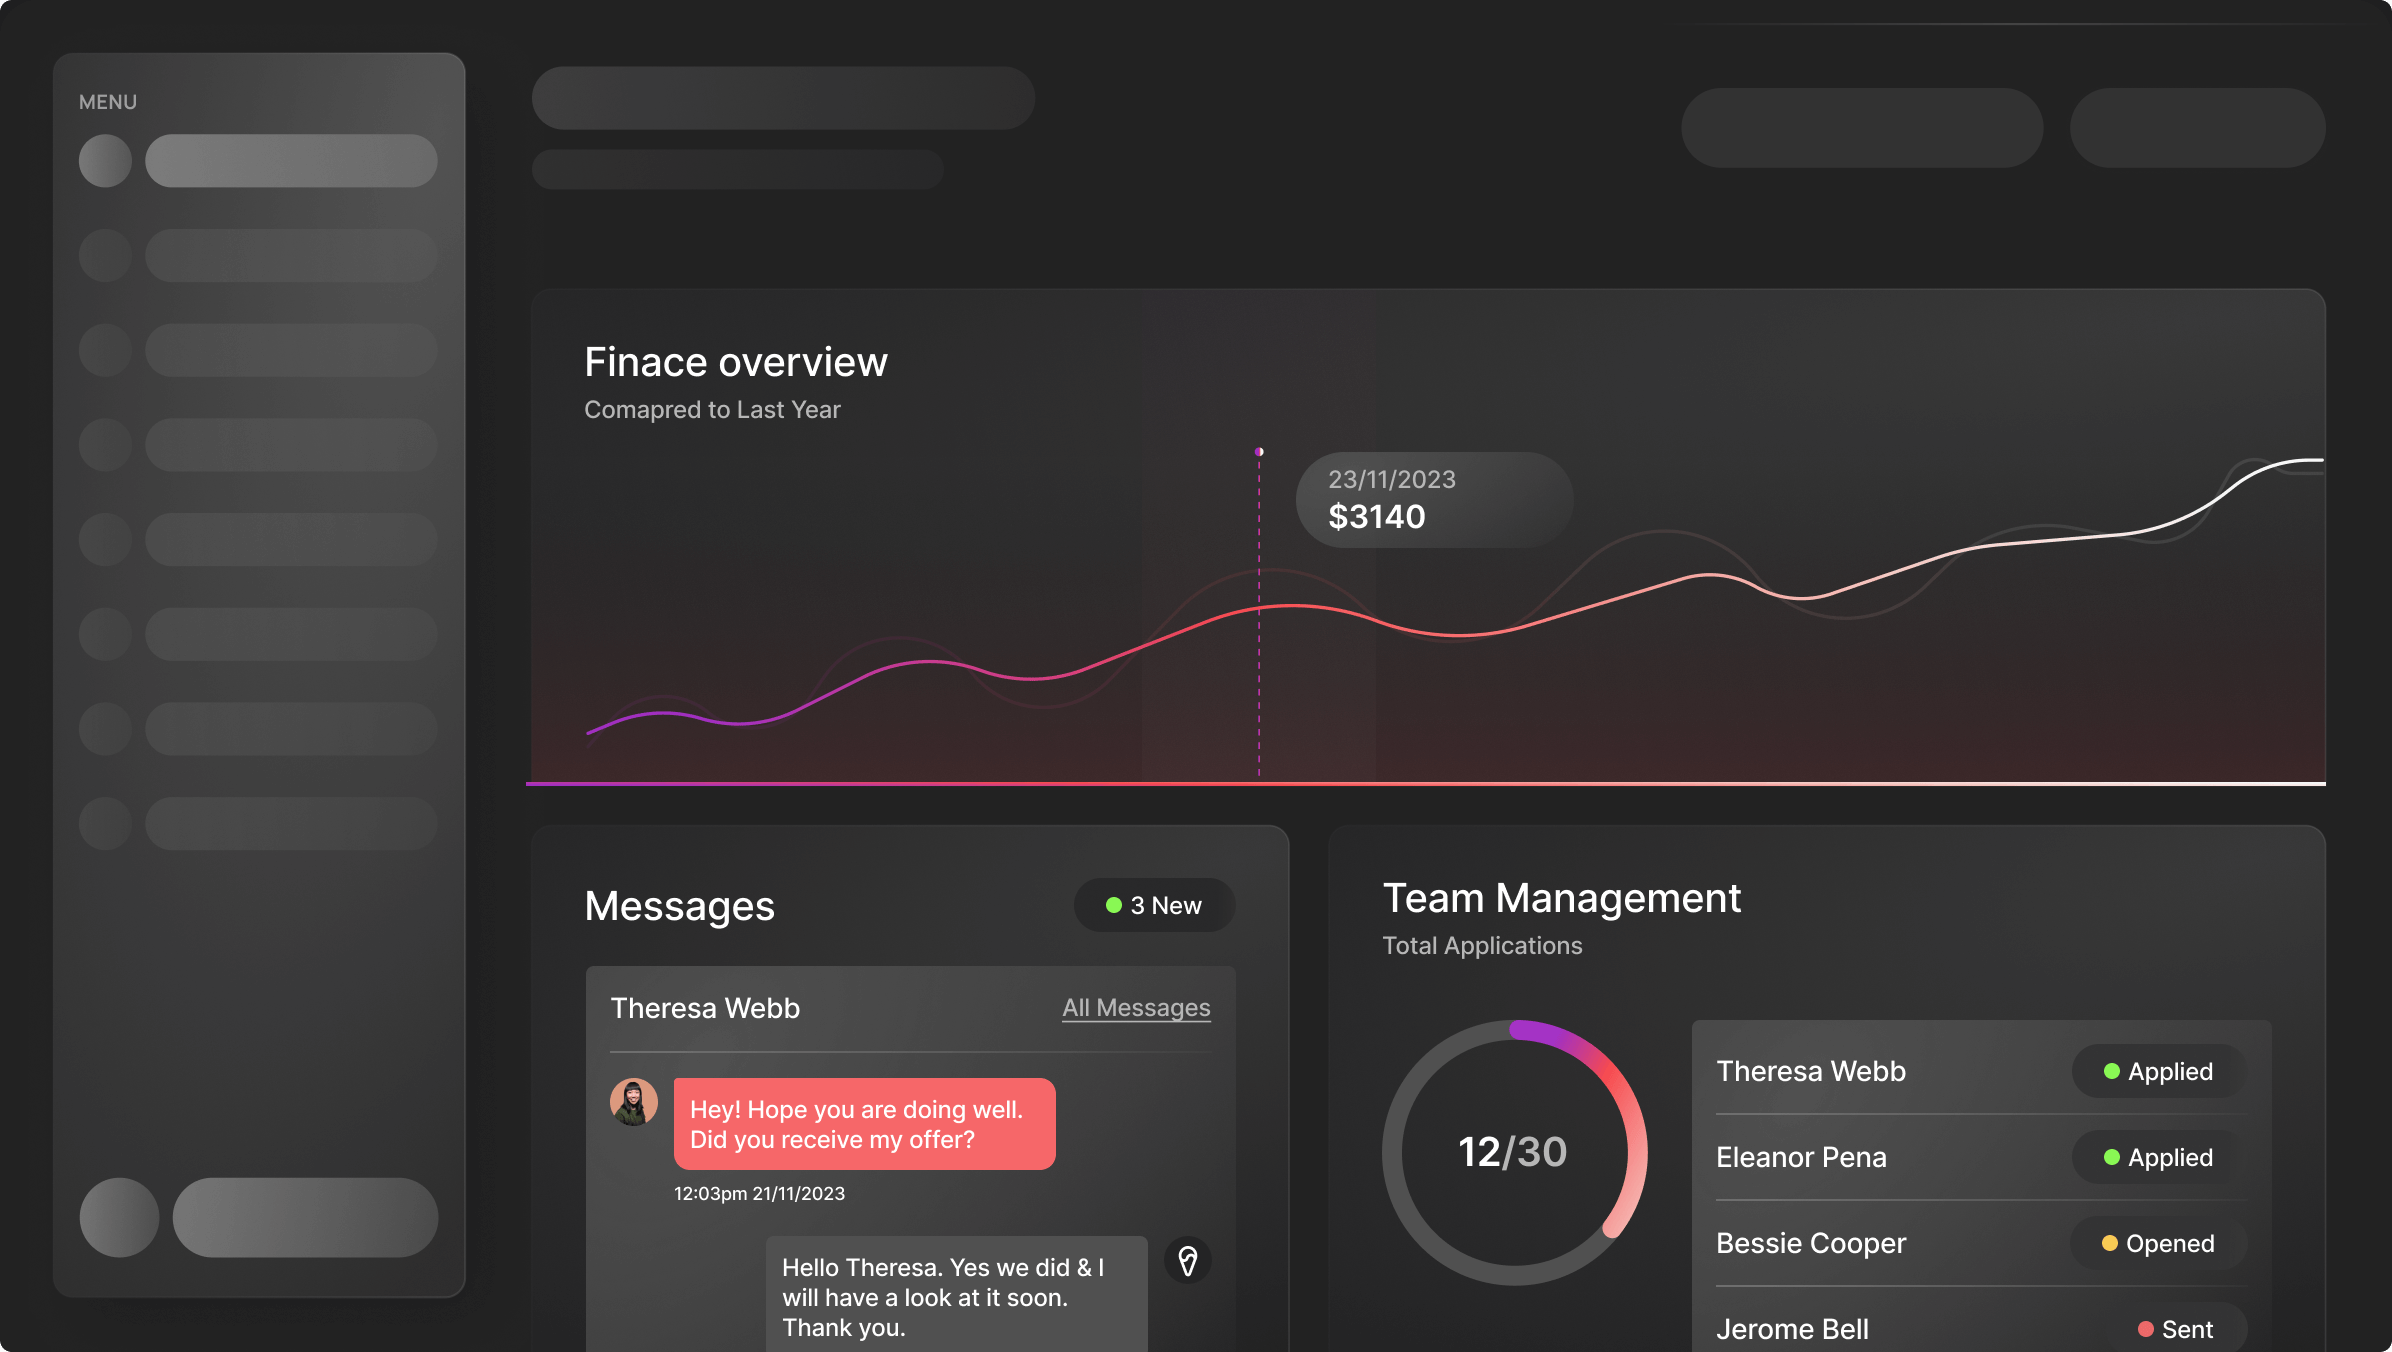 MENU
Finace overview
Comapred to Last Year
23/11/2023
$3140
Messages
3 New
Theresa Webb
All Messages
Hey! Hope you are doing well.
Did you receive my offer?
12:03pm 21/11/2023
Hello Theresa. Yes we did & I
will have a look at it soon.
Thank you.
Team Management
Total Applications
12/30
Theresa Webb
Applied
Eleanor Pena
Applied
Bessie Cooper
Opened
Jerome Bell
Sent